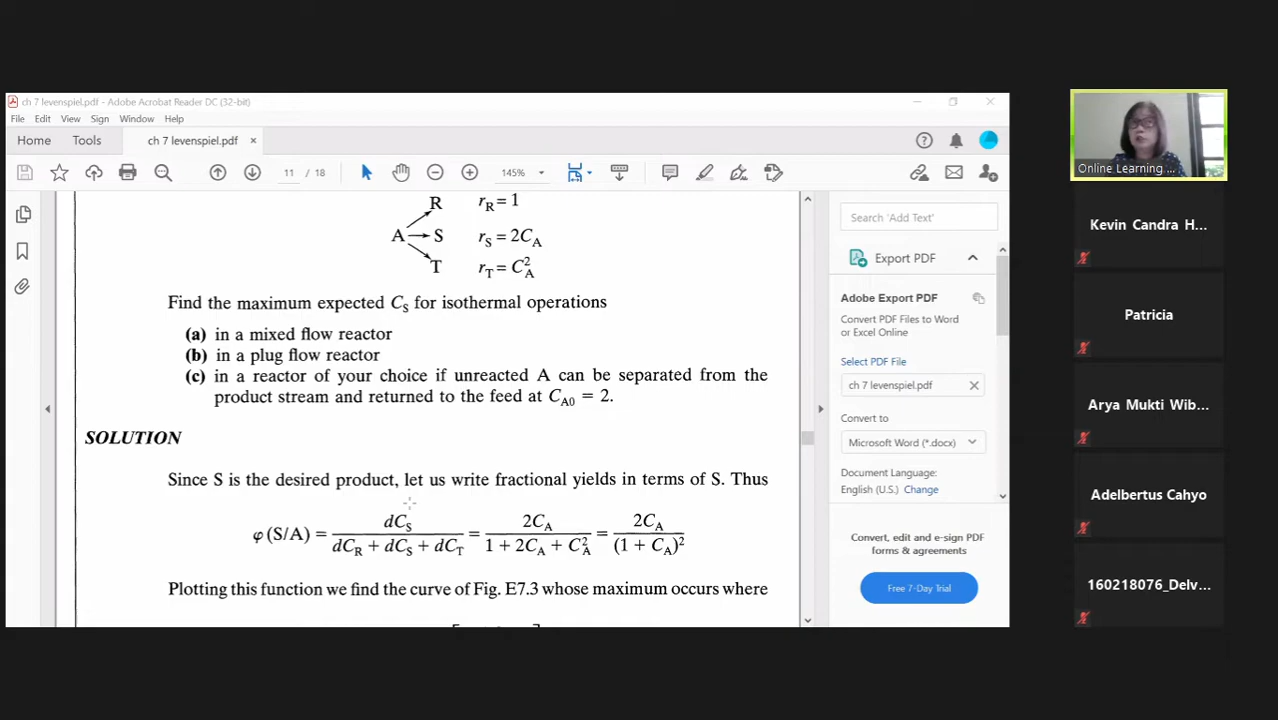 ch 7 levenspiel.pdf - Adobe Acrobat Reader DC (32-bit)
File Edit View Sign Window Help
Home Tools ch 7 levenspiel.pdf ×
11 / 18 145%
R r_R = 1
A S r_S = 2C_A
T r_T = C_A^2
Find the maximum expected C_S for isothermal operations
(a) in a mixed flow reactor
(b) in a plug flow reactor
(c) in a reactor of your choice if unreacted A can be separated from the
product stream and returned to the feed at C_A0 = 2.
SOLUTION
Since S is the desired product, let us write fractional yields in terms of S. Thus
φ (S/A) = dC_S / (dC_R + dC_S + dC_T) = 2C_A / (1 + 2C_A + C_A^2) = 2C_A / (1 + C_A)^2
Plotting this function we find the curve of Fig. E7.3 whose maximum occurs where
Search 'Add Text'
Export PDF
Adobe Export PDF
Convert PDF Files to Word
or Excel Online
Select PDF File
ch 7 levenspiel.pdf
Convert to
Microsoft Word (*.docx)
Document Language:
English (U.S.) Change
Convert, edit and e-sign PDF
forms & agreements
Free 7-Day Trial
Online Learning ...
Kevin Candra H...
Patricia
Arya Mukti Wib...
Adelbertus Cahyo
160218076_Delv...